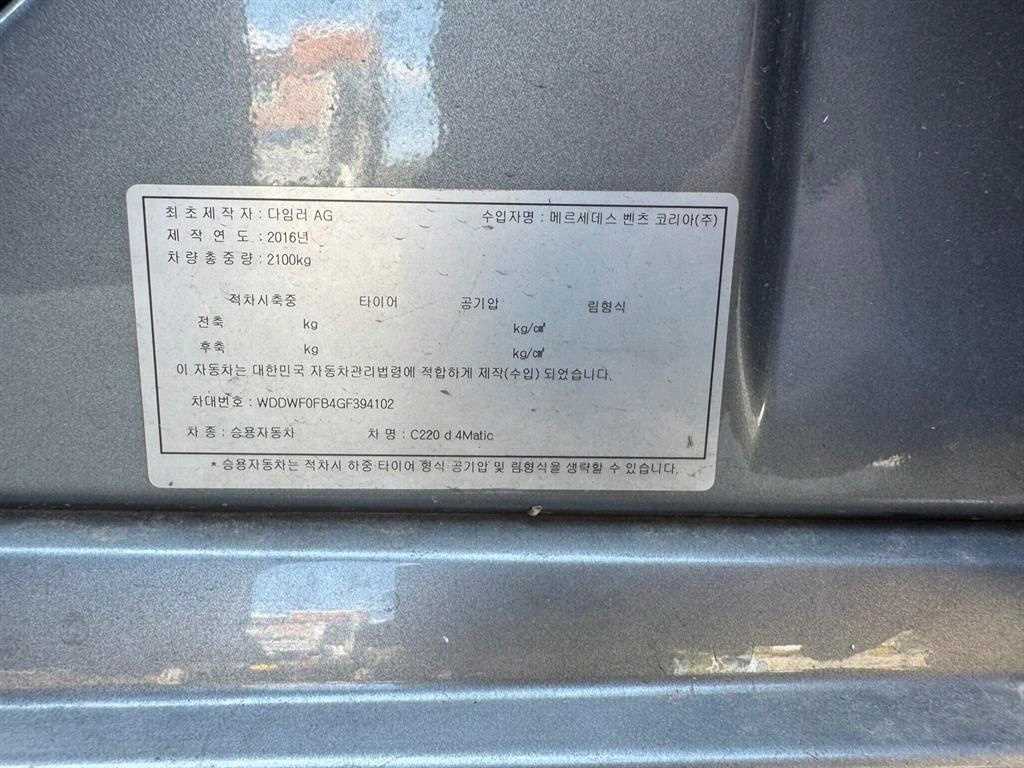 최초제작자 : 다임러 AG 수입자명 : 메르세데스 벤츠 코리아(주)
제 작 연 도 : 2016년
차량총중량 : 2100kg
적차시축중 타이어 공기압 림형식
전축 kg kg/㎠
후축 kg kg/㎠
이 자동차는 대한민국 자동차관리법령에 적합하게 제작(수입) 되었습니다.
차대번호 : WDDWF0FB4GF394102
차 종 : 승용자동차 차 명 : C220 d 4Matic
* 승용자동차는 적차시 하중 타이어 형식 공기압 및 림형식을 생략할 수 있습니다.